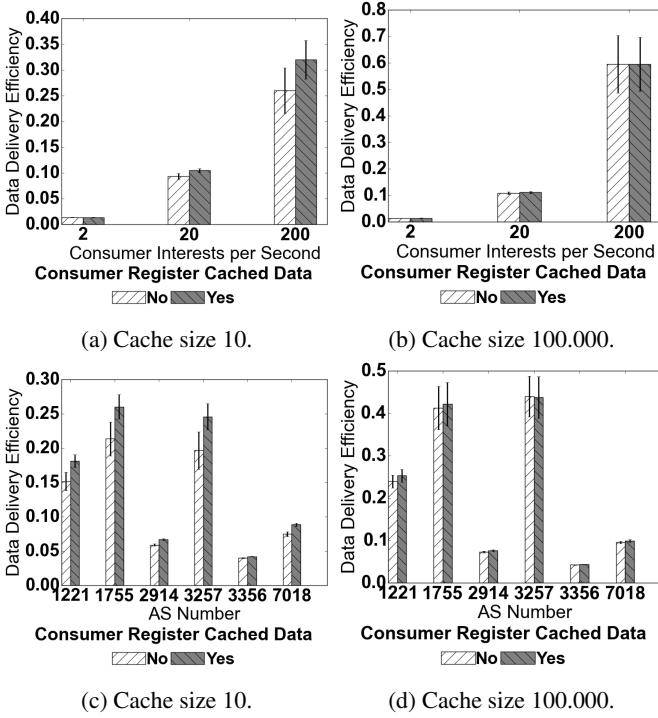 Data Delivery Efficiency
0.40
0.35
0.30
0.25
0.20
0.15
0.10
0.05
0.00
2 20 200
Consumer Interests per Second
Consumer Register Cached Data
No Yes
(a) Cache size 10.
Data Delivery Efficiency
0.8
0.7
0.6
0.5
0.4
0.3
0.2
0.1
0.0
2 20 200
Consumer Interests per Second
Consumer Register Cached Data
No Yes
(b) Cache size 100.000.
Data Delivery Efficiency
0.30
0.25
0.20
0.15
0.10
0.05
0.00
1221 1755 2914 3257 3356 7018
AS Number
Consumer Register Cached Data
No Yes
(c) Cache size 10.
Data Delivery Efficiency
0.5
0.4
0.3
0.2
0.1
0.0
1221 1755 2914 3257 3356 7018
AS Number
Consumer Register Cached Data
No Yes
(d) Cache size 100.000.